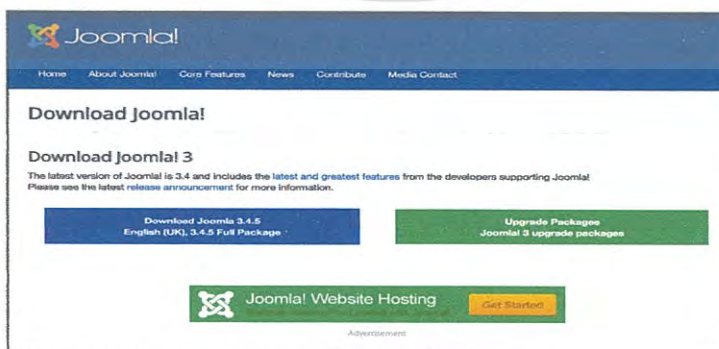 Joomla!
Home About Joomla! Core Features News Contribute Media Contact
Download Joomla!
Download Joomla! 3
The latest version of Joomla! is 3.4 and includes the latest and greatest features from the developers supporting Joomla!
Please see the latest release announcement for more information.
Download Joomla 3.4.5
English (UK), 3.4.5 Full Package
Upgrade Packages
Joomla! 3 upgrade packages
Joomla! Website Hosting
Get Started
Advertisement